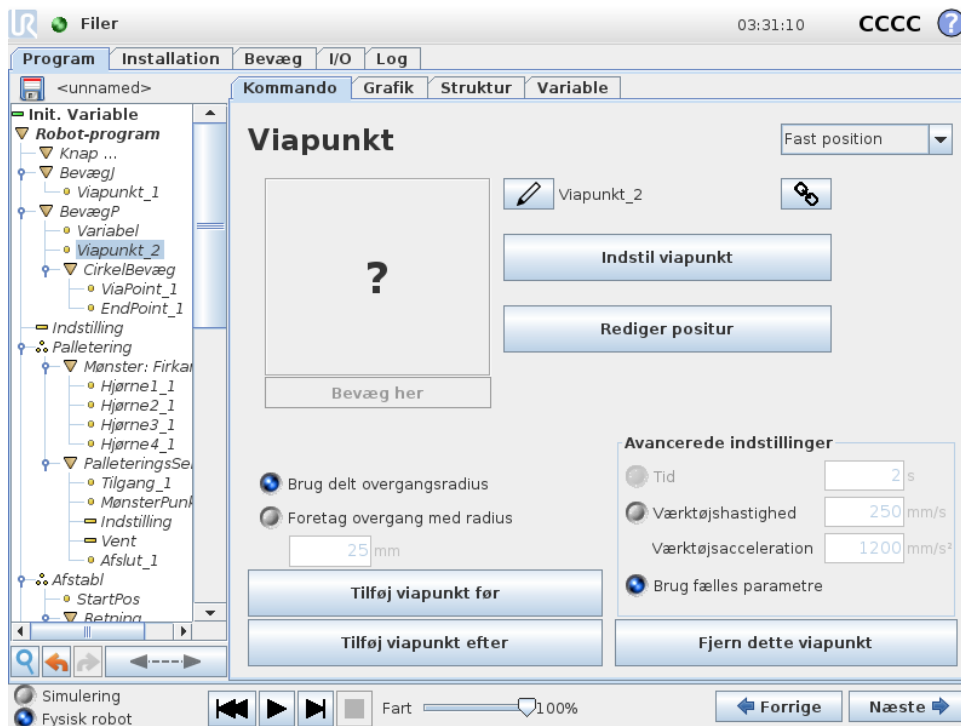 UR Filer 03:31:10 CCCC ?
Program Installation Bevæg I/O Log
<unnamed>
Kommando Grafik Struktur Variable
Init. Variable
Robot-program
Knap ...
BevægJ
Viapunkt_1
BevægP
Variabel
Viapunkt_2
CirkelBevæg
ViaPoint_1
EndPoint_1
Indstilling
Palletering
Mønster: Firkan
Hjørne1_1
Hjørne2_1
Hjørne3_1
Hjørne4_1
PalleteringsSe
Tilgang_1
MønsterPunk
Indstilling
Vent
Afslut_1
Afstabl
StartPos
Retning
Viapunkt
Fast position
?
Viapunkt_2
Indstil viapunkt
Rediger positur
Bevæg her
Brug delt overgangsradius
Foretag overgang med radius
25 mm
Avancerede indstillinger
Tid 2 s
Værktøjshastighed 250 mm/s
Værktøjsacceleration 1200 mm/s²
Brug fælles parametre
Tilføj viapunkt før
Tilføj viapunkt efter
Fjern dette viapunkt
Simulering
Fysisk robot
Fart 100%
Forrige
Næste